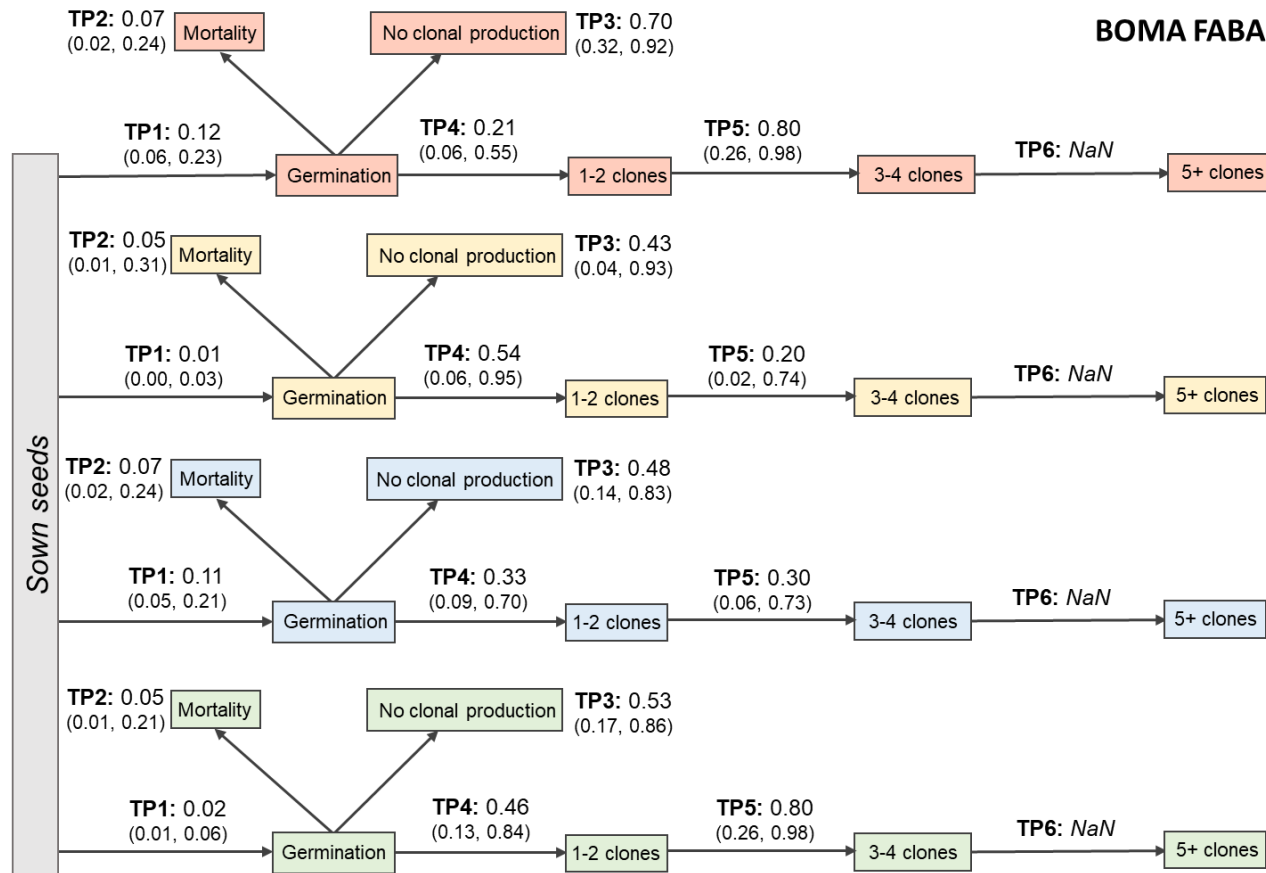 BOMA FABA
TP2: 0.07
(0.02, 0.24)
Mortality
No clonal production
TP3: 0.70
(0.32, 0.92)
TP1: 0.12
(0.06, 0.23)
Germination
TP4: 0.21
(0.06, 0.55)
1-2 clones
TP5: 0.80
(0.26, 0.98)
3-4 clones
TP6: NaN
5+ clones
TP2: 0.05
(0.01, 0.31)
Mortality
No clonal production
TP3: 0.43
(0.04, 0.93)
TP1: 0.01
(0.00, 0.03)
Germination
TP4: 0.54
(0.06, 0.95)
1-2 clones
TP5: 0.20
(0.02, 0.74)
3-4 clones
TP6: NaN
5+ clones
Sown seeds
TP2: 0.07
(0.02, 0.24)
Mortality
No clonal production
TP3: 0.48
(0.14, 0.83)
TP1: 0.11
(0.05, 0.21)
Germination
TP4: 0.33
(0.09, 0.70)
1-2 clones
TP5: 0.30
(0.06, 0.73)
3-4 clones
TP6: NaN
5+ clones
TP2: 0.05
(0.01, 0.21)
Mortality
No clonal production
TP3: 0.53
(0.17, 0.86)
TP1: 0.02
(0.01, 0.06)
Germination
TP4: 0.46
(0.13, 0.84)
1-2 clones
TP5: 0.80
(0.26, 0.98)
3-4 clones
TP6: NaN
5+ clones